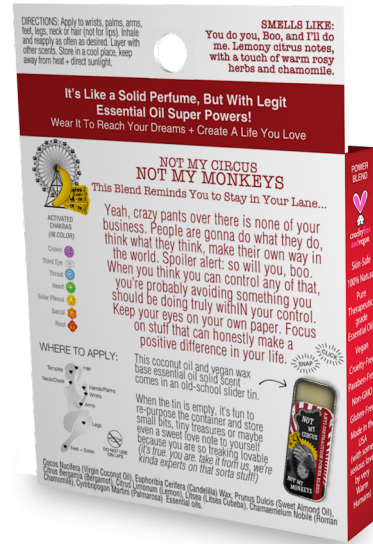 DIRECTIONS: Apply to wrists, palms, arms,
feet, legs, neck or hair (not for lips). Inhale
and reapply as often as desired. Layer with
other scents. Store in a cool place, keep
away from heat + direct sunlight.
SMELLS LIKE:
You do you, Boo, and I'll do
me. Lemony citrus notes,
with a touch of warm rosy
herbs and chamomile.
It's Like a Solid Perfume, But With Legit
Essential Oil Super Powers!
Wear It To Reach Your Dreams + Create A Life You Love
NOT MY CIRCUS
NOT MY MONKEYS
This Blend Reminds You to Stay in Your Lane...
Yeah, crazy pants over there is none of your
business. People are gonna do what they do,
think what they think, make their own way in
the world. Spoiler alert: so will you, boo.
When you think you can control any of that,
you're probably avoiding something you
should be doing truly withIN your control.
Keep your eyes on your own paper. Focus
on stuff that can honestly make a
positive difference in your life.
ACTIVATED
CHAKRAS
(IN COLOR)
Crown
Third Eye
Throat
Heart
Solar Plexus
Sacral
Root
WHERE TO APPLY:
Temples
Hair
Neck/Chest
Hands/Palms
Wrists
Arms
Legs
Feet + Soles
DO NOT USE
ON LIPS
This coconut oil and vegan wax
base essential oil solid scent
comes in an old-school slider tin.
When the tin is empty, it's fun to
re-purpose the container and store
small bits, tiny treasures or maybe
even a sweet love note to yourself
because you are so freaking lovable
(it's true, you are, take it from us, we're
kinda experts on that sorta stuff!)
SNAP
CLICK
NOT
MY
CIRCUS
NOT
MY MONKEYS
Cocos Nucifera (Virgin Coconut Oil), Euphorbia Cerifera (Candelilla) Wax, Prunus Dulcis (Sweet Almond Oil),
Citrus Bergamia (Bergamot), Citrus Limonum (Lemon), Litsea (Litsea Cubeba), Chamaemelum Nobile (Roman
Chamomile), Cymbopogon Martini (Palmarosa) Essential oils.
POWER
BLEND
cruelty free
and vegan
Skin-Safe
100% Natural
Pure
Therapeutic
grade
Essential Oils
Vegan
Cruelty-Free
Paraben-Free
Non-GMO
Gluten-Free
Made in the
USA
(with some
serious love
by very
Warm
Humans)